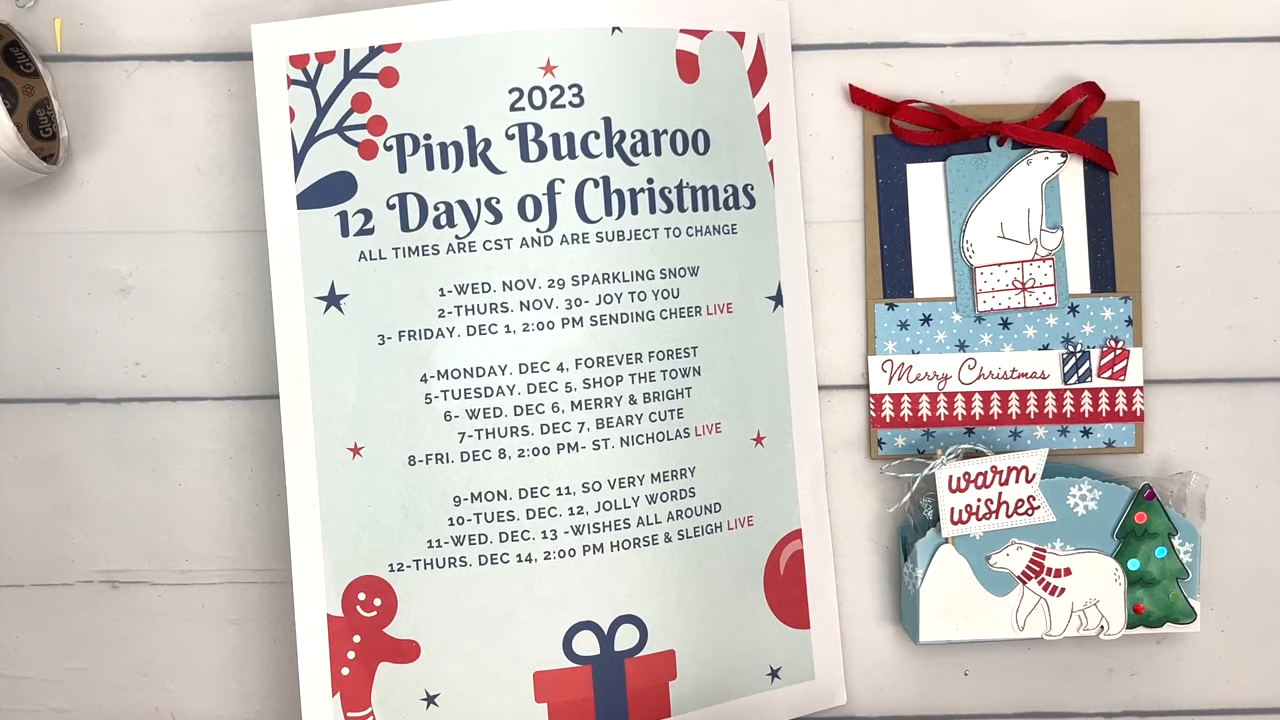 Glue
Glue
2023
Pink Buckaroo
12 Days of Christmas
ALL TIMES ARE CST AND ARE SUBJECT TO CHANGE
1-WED. NOV. 29 SPARKLING SNOW
2-THURS. NOV. 30- JOY TO YOU
3- FRIDAY. DEC 1, 2:00 PM SENDING CHEER LIVE
4-MONDAY. DEC 4, FOREVER FOREST
5-TUESDAY. DEC 5, SHOP THE TOWN
6- WED. DEC 6, MERRY & BRIGHT
7-THURS. DEC 7, BEARY CUTE
8-FRI. DEC 8, 2:00 PM- ST. NICHOLAS LIVE
9-MON. DEC 11, SO VERY MERRY
10-TUES. DEC. 12, JOLLY WORDS
11-WED. DEC. 13 -WISHES ALL AROUND
12-THURS. DEC 14, 2:00 PM HORSE & SLEIGH LIVE
Merry Christmas
warm
wishes